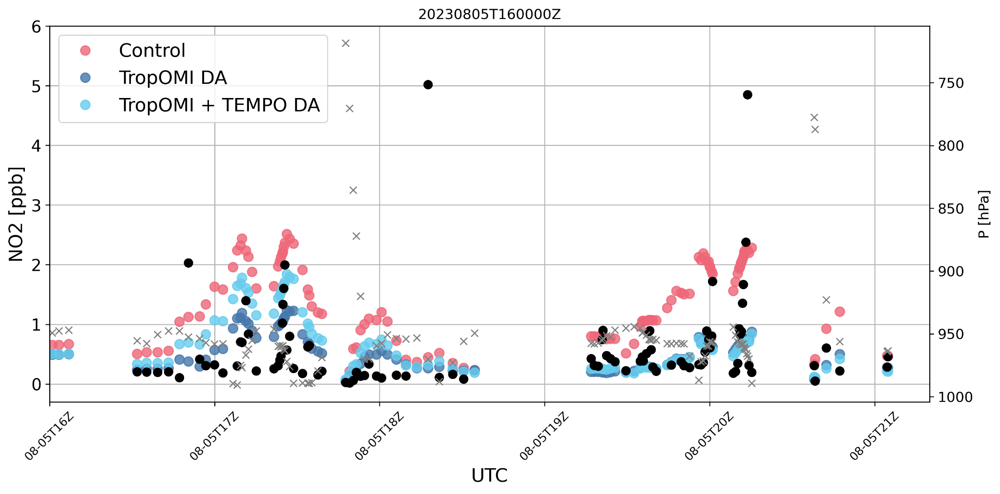 20230805T160000Z
6
5
4
3
2
1
0
NO2 [ppb]
Control
TropOMI DA
TropOMI + TEMPO DA
750
800
850
900
950
1000
P [hPa]
08-05T16Z
08-05T17Z
08-05T18Z
08-05T19Z
08-05T20Z
08-05T21Z
UTC